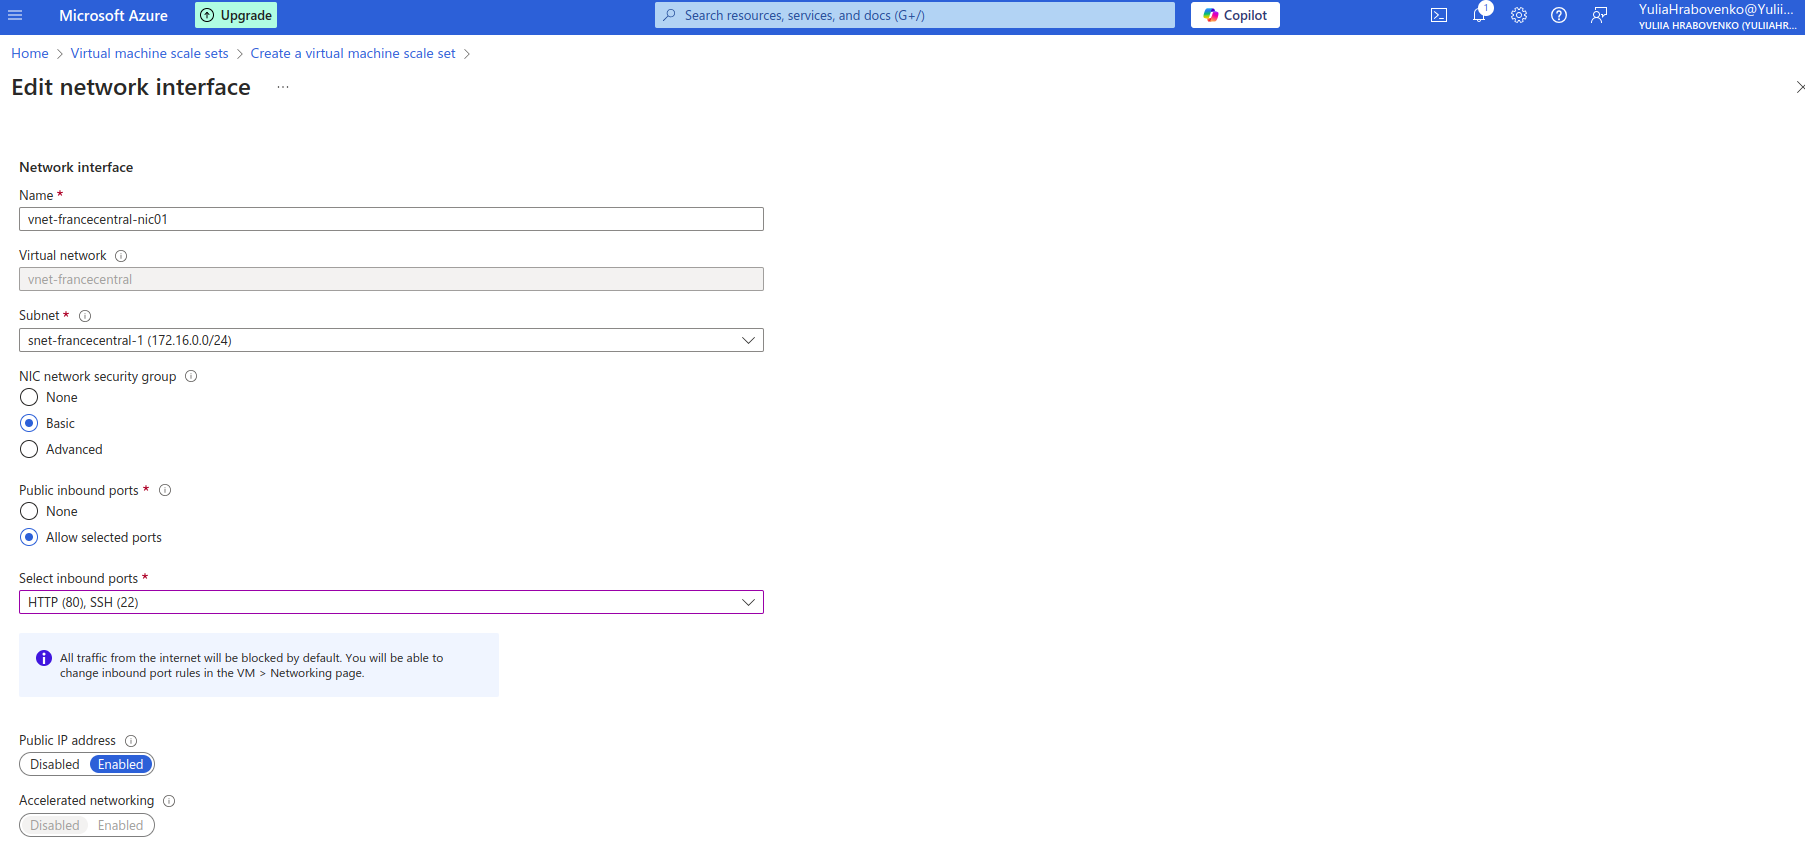 Microsoft Azure
Upgrade
Search resources, services, and docs (G+/)
Copilot
1
YuliaHrabovenko@Yulii...
YULIIA HRABOVENKO (YULIIAHR...
Home > Virtual machine scale sets > Create a virtual machine scale set >
Edit network interface ...
Network interface
Name *
vnet-francecentral-nic01
Virtual network
vnet-francecentral
Subnet *
snet-francecentral-1 (172.16.0.0/24)
NIC network security group
None
Basic
Advanced
Public inbound ports *
None
Allow selected ports
Select inbound ports *
HTTP (80), SSH (22)
All traffic from the internet will be blocked by default. You will be able to
change inbound port rules in the VM > Networking page.
Public IP address
Disabled Enabled
Accelerated networking
Disabled Enabled